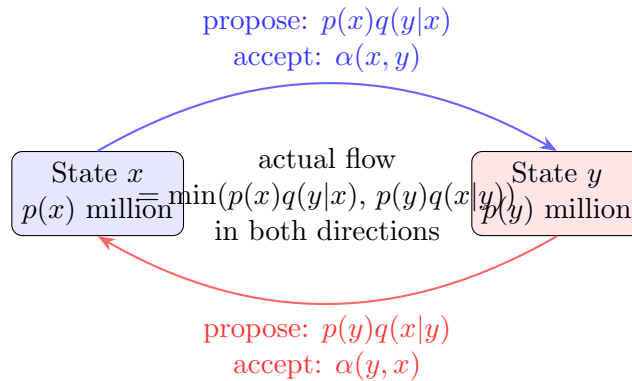 propose: p(x)q(y|x)
accept: α(x, y)
State x
p(x) million
actual flow
= min(p(x)q(y|x), p(y)q(x|y))
in both directions
State y
p(y) million
propose: p(y)q(x|y)
accept: α(y, x)